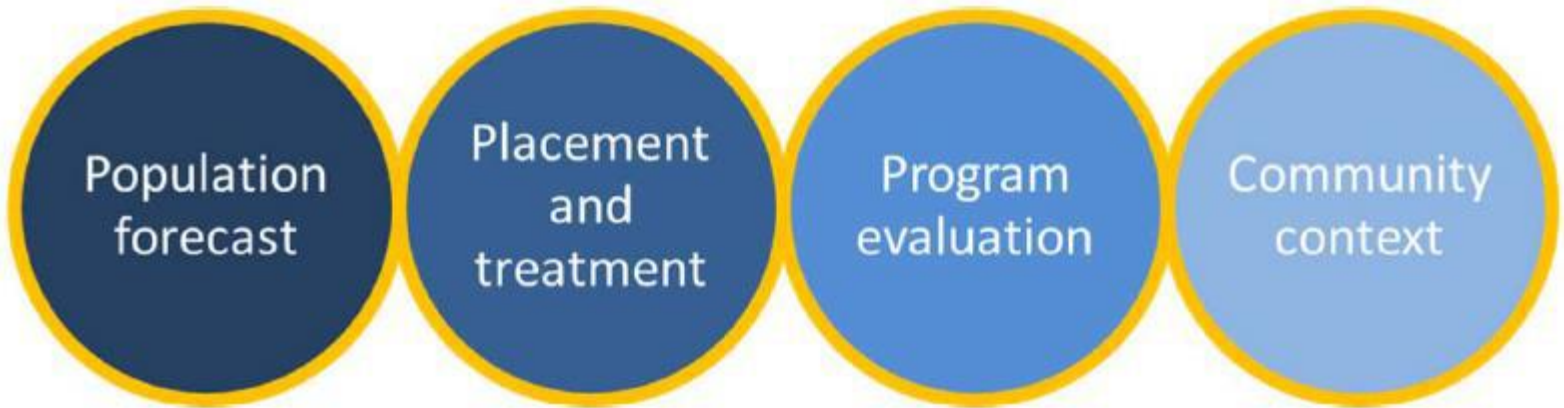 Population
forecast
Placement
and
treatment
Program
evaluation
Community
context